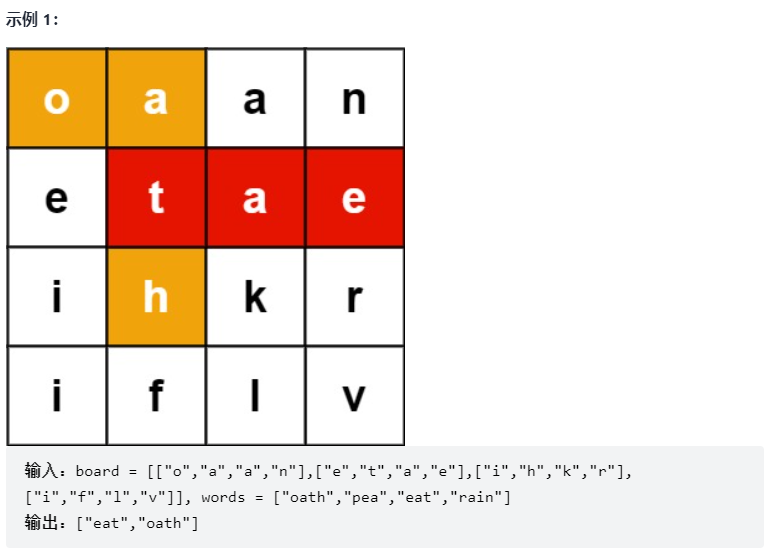 示例 1：
o a a n
e t a e
i h k r
i f l v
输入：board = [["o","a","a","n"],["e","t","a","e"],["i","h","k","r"],
["i","f","l","v"]], words = ["oath","pea","eat","rain"]
输出：["eat","oath"]